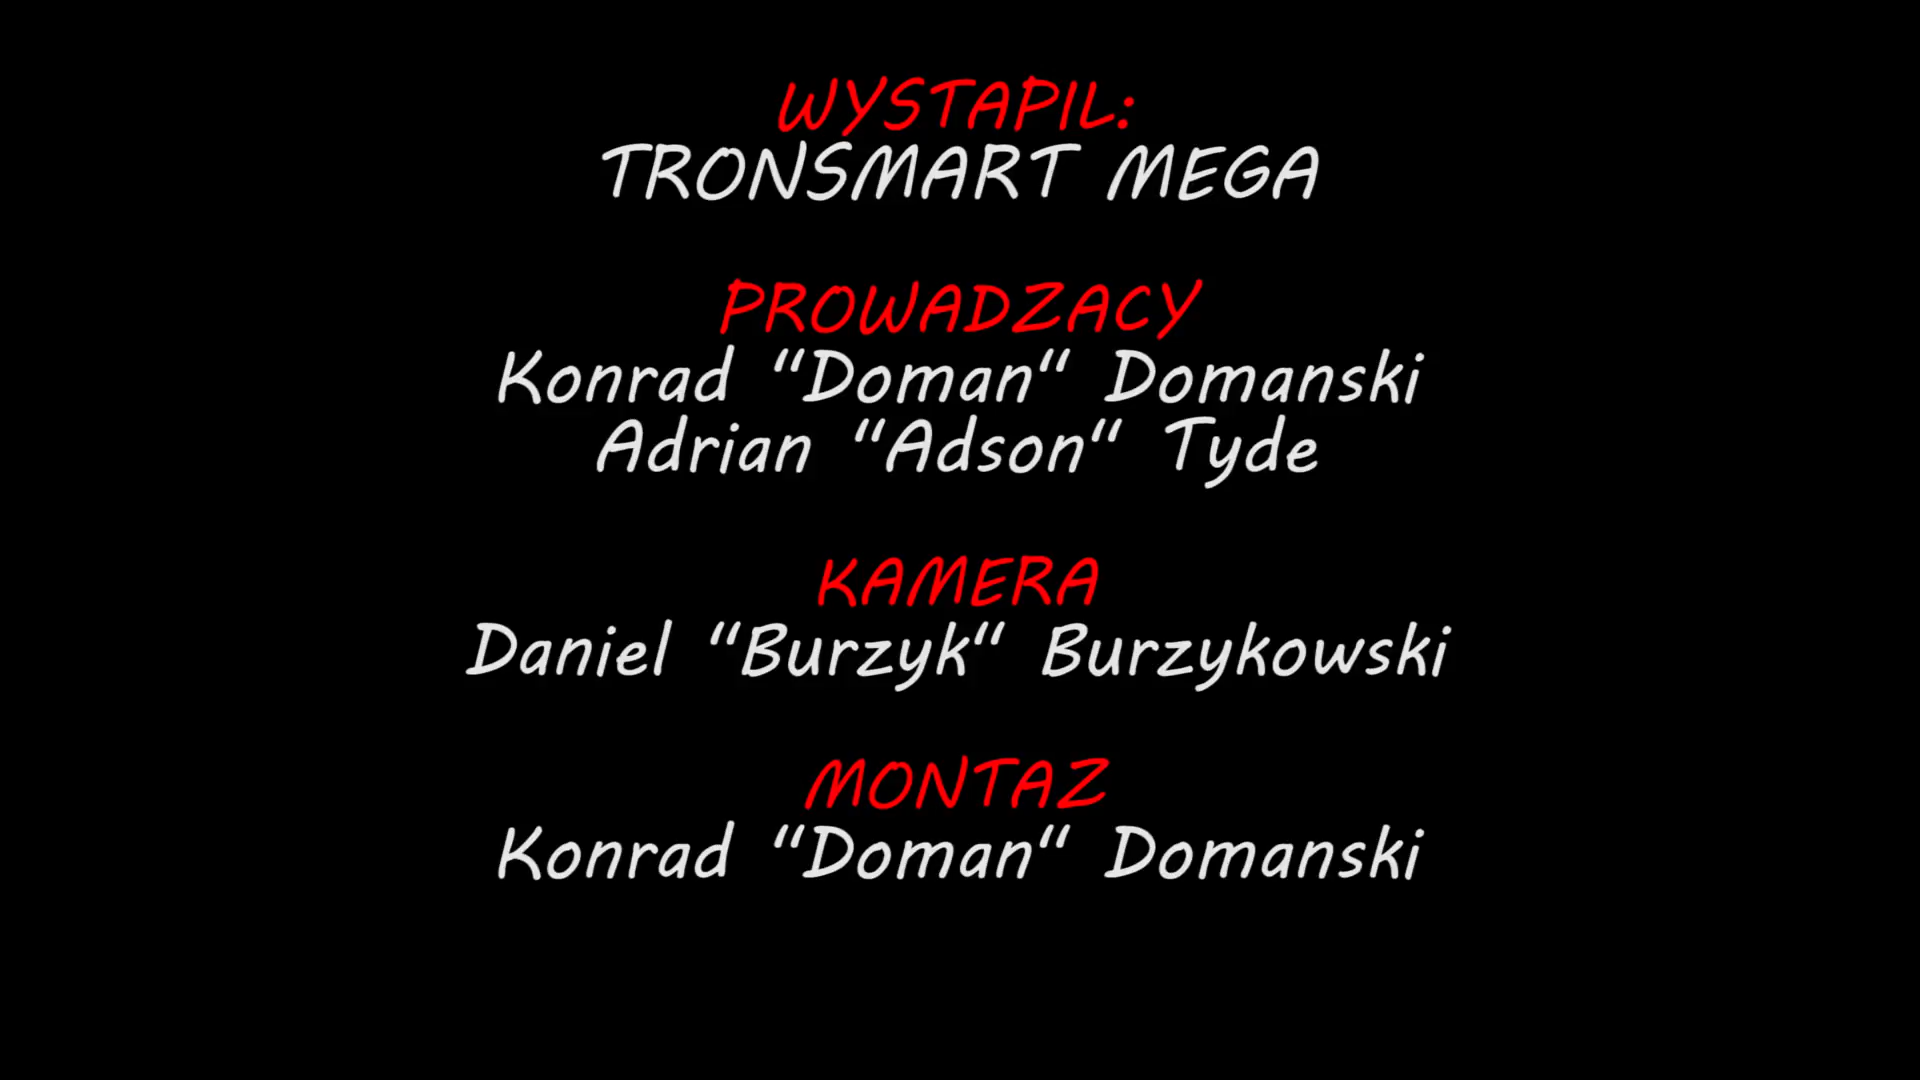 WYSTAPIL:
TRONSMART MEGA
PROWADZACY
Konrad "Doman" Domanski
Adrian "Adson" Tyde
KAMERA
Daniel "Burzyk" Burzykowski
MONTAZ
Konrad "Doman" Domanski